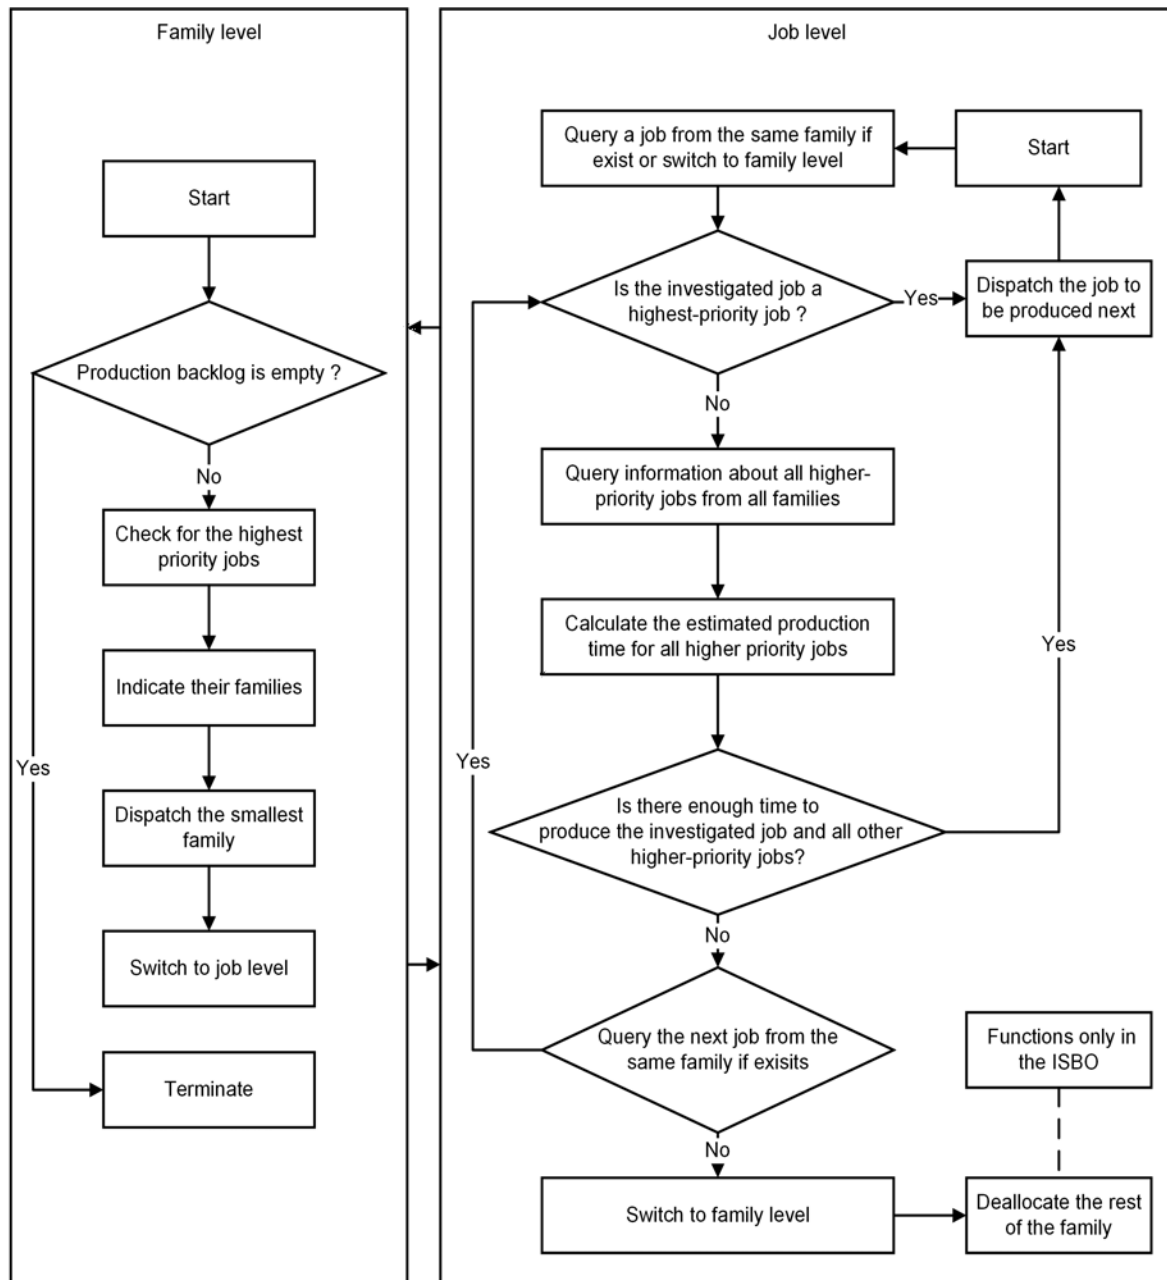 Family level
Start
Production backlog is empty ?
No
Check for the highest
priority jobs
Indicate their families
Dispatch the smallest
family
Switch to job level
Yes
Terminate
Job level
Query a job from the same family if
exist or switch to family level
Start
Is the investigated job a
highest-priority job ?
Yes
Dispatch the job to
be produced next
No
Query information about all higher-
priority jobs from all families
Calculate the estimated production
time for all higher priority jobs
Yes
Is there enough time to
produce the investigated job and all other
higher-priority jobs?
Yes
No
Query the next job from the
same family if exisits
No
Switch to family level
Functions only in
the ISBO
Deallocate the rest
of the family